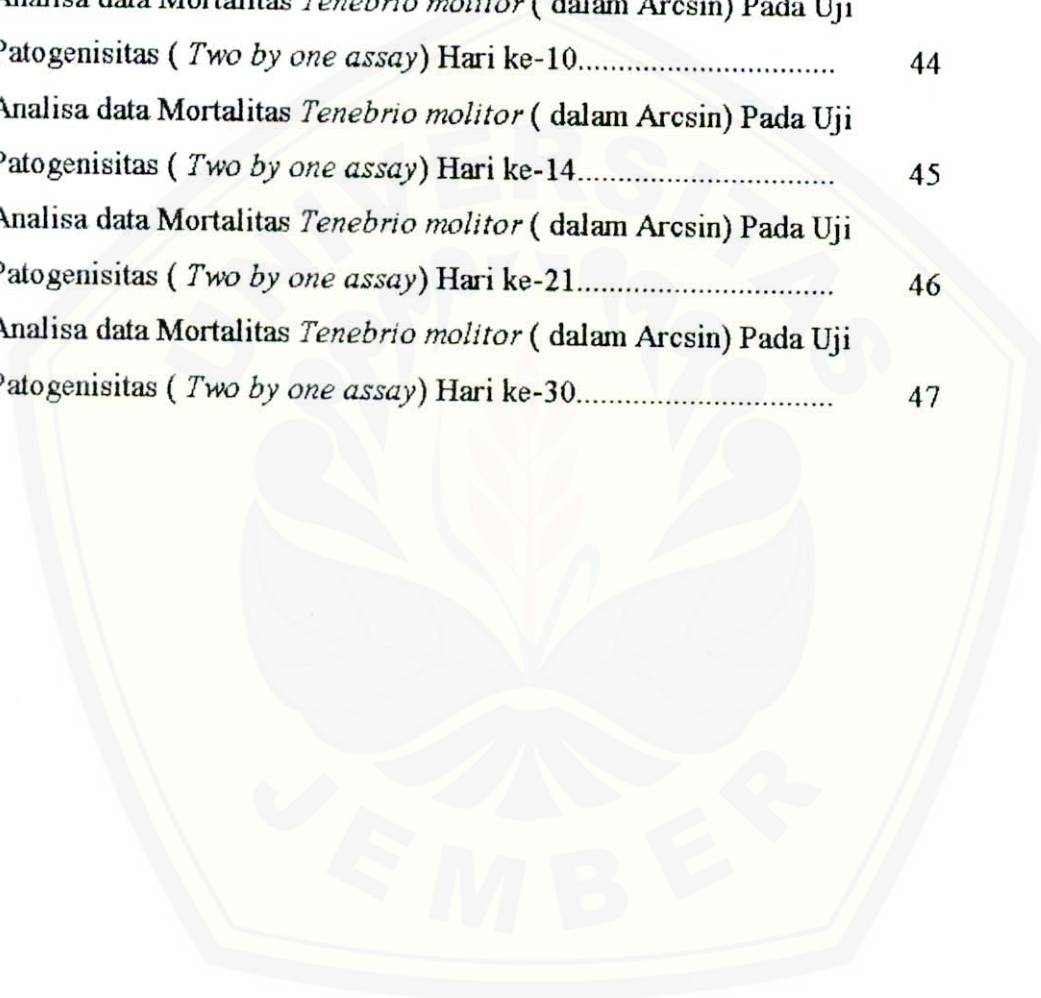 Analisa data Mortalitas Tenebrio molitor ( dalam Arcsin) Pada Uji
Patogenisitas ( Two by one assay) Hari ke-10............................... 44
Analisa data Mortalitas Tenebrio molitor ( dalam Arcsin) Pada Uji
Patogenisitas ( Two by one assay) Hari ke-14............................... 45
Analisa data Mortalitas Tenebrio molitor ( dalam Arcsin) Pada Uji
Patogenisitas ( Two by one assay) Hari ke-21............................... 46
Analisa data Mortalitas Tenebrio molitor ( dalam Arcsin) Pada Uji
Patogenisitas ( Two by one assay) Hari ke-30............................... 47
UNIVERSITAS
JEMBER